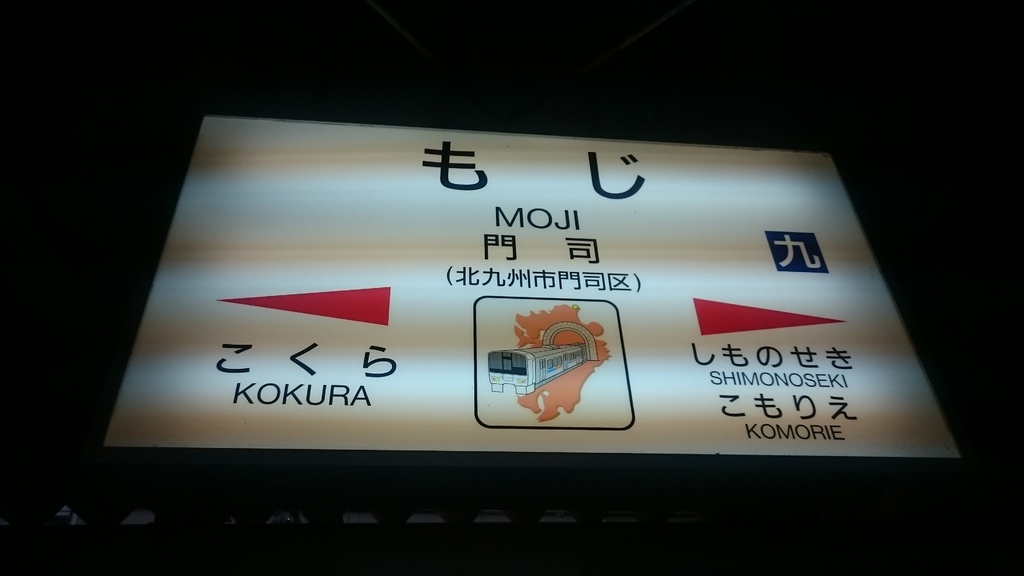 もじ
MOJI
門司
(北九州市門司区)
九
こくら
KOKURA
しものせき
SHIMONOSEKI
こもりえ
KOMORIE